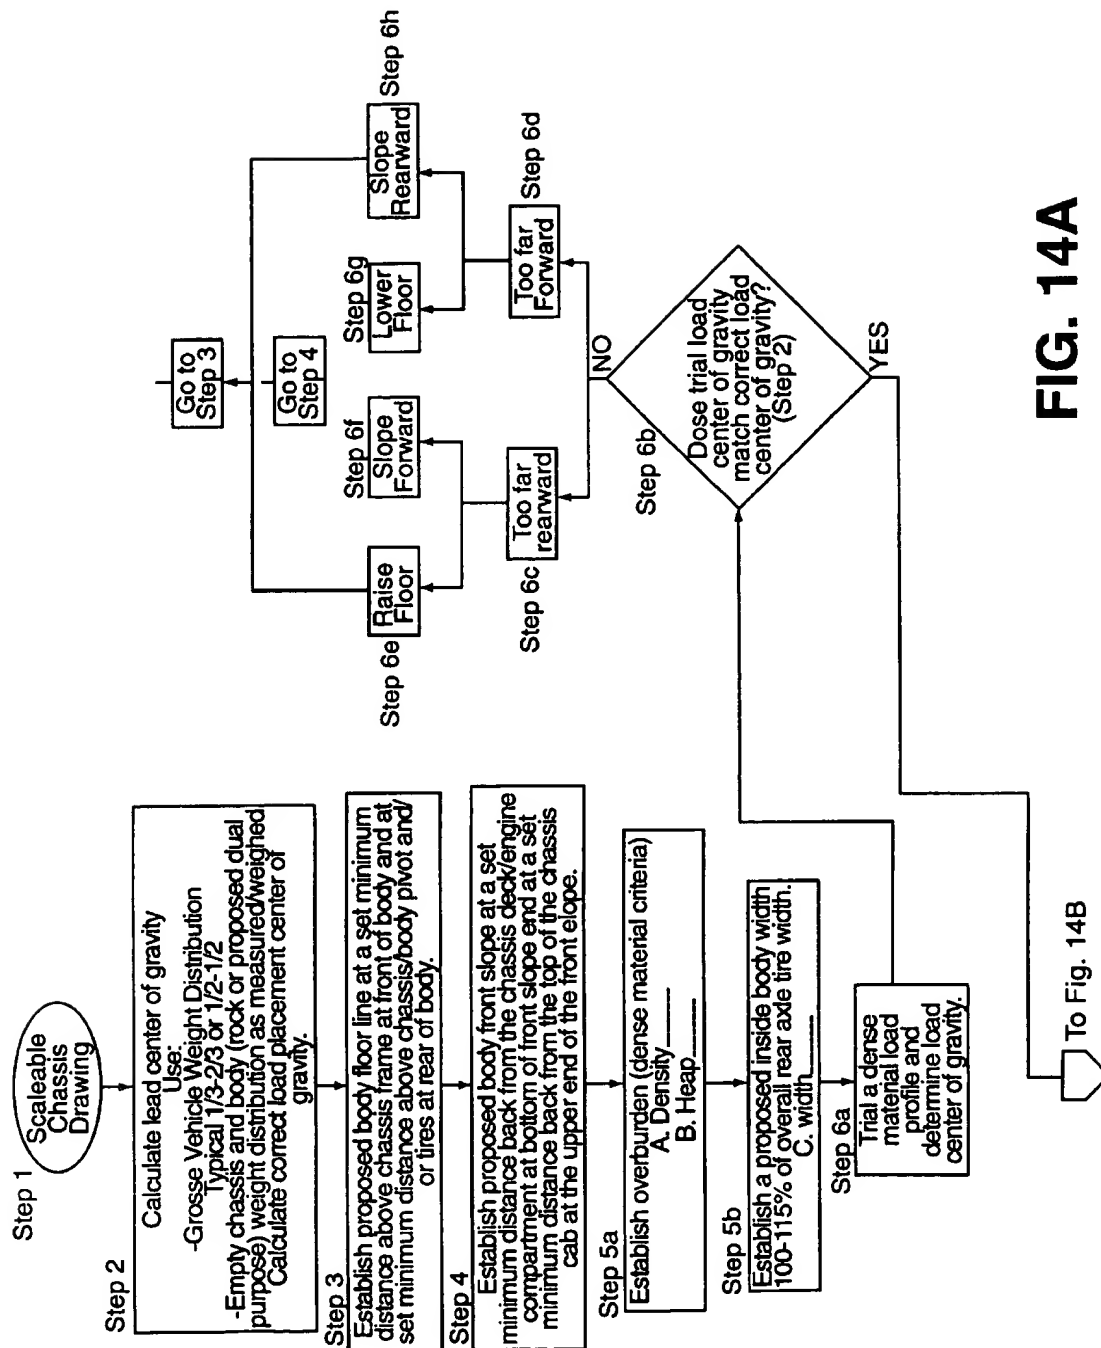 Step 1
Scaleable
Chassis
Drawing
Step 2
Calculate lead center of gravity
Use:
-Grosse Vehicle Weight Distribution
Typical 1/3-2/3 or 1/2-1/2
-Empty chassis and body (rock or proposed dual
purpose) weight distribution as measured/weighed
Calculate correct load placement center of
gravity.
Step 3
Establish proposed body floor line at a set minimum
distance above chassis frame at front of body and at
set minimum distance above chassis/body pivot and/
or tires at rear of body.
Step 4
Establish proposed body front slope at a set
minimum distance back from the chassis deck/engine
compartment at bottom of front slope end at a set
minimum distance back from the top of the chassis
cab at the upper end of the front elope.
Step 5a
Establish overburden (dense material criteria)
A. Density____
B. Heap____
Step 5b
Establish a proposed inside body width
100-115% of overall rear axde tire width.
C. width____
Step 6a
Trial a dense
material load
profile and
determine load
center of gravity.
Step 6b
Dose trial load
center of gravity
match correct load
center of gravity?
(Step 2)
NO
YES
Step 6c
Too far
rearward
Step 6d
Too far
Forward
Step 6e
Raise
Floor
Step 6f
Slope
Forward
Step 6g
Lower
Floor
Step 6h
Slope
Rearward
Go to
Step 3
Go to
Step 4
To Fig. 14B
FIG. 14A